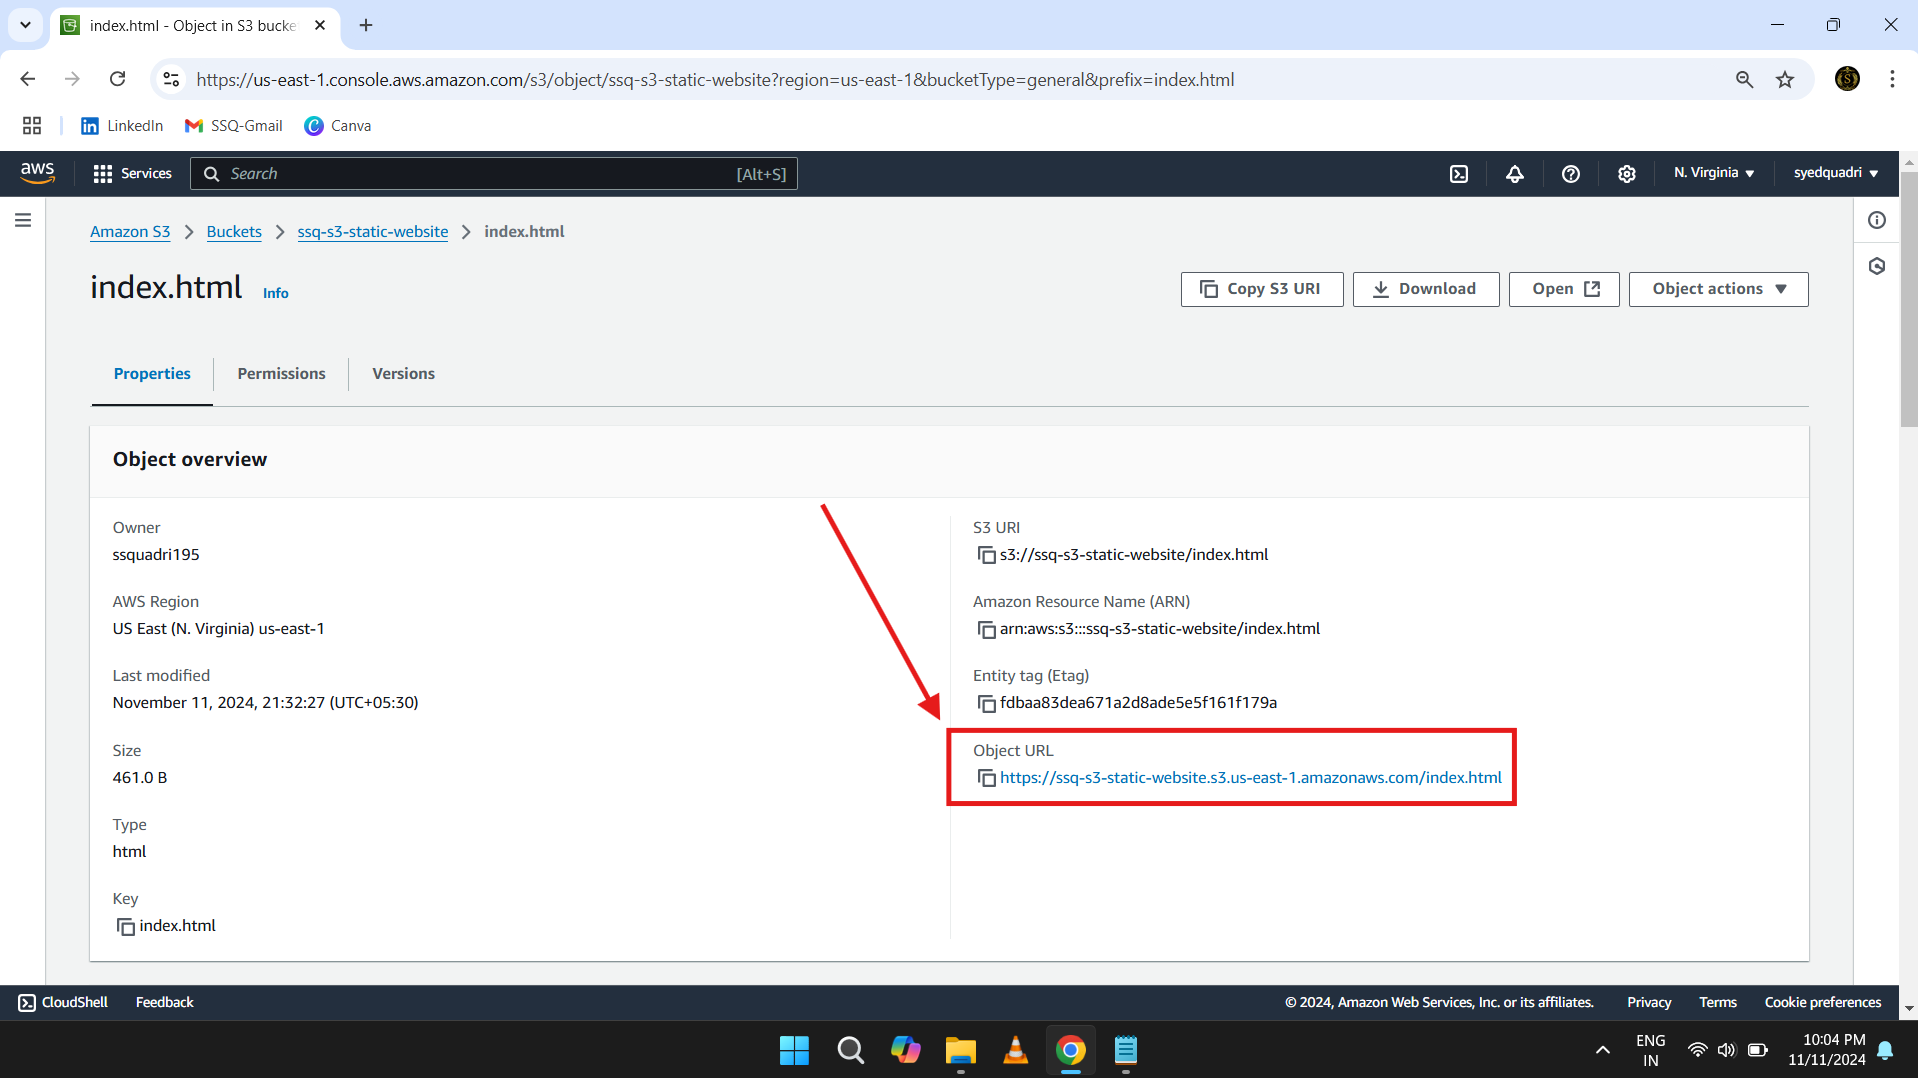 index.html - Object in S3 bucke
https://us-east-1.console.aws.amazon.com/s3/object/ssq-s3-static-website?region=us-east-1&bucketType=general&prefix=index.html
LinkedIn SSQ-Gmail Canva
aws Services Search [Alt+S] N. Virginia syedquadri
Amazon S3 Buckets ssq-s3-static-website index.html
index.html Info
Copy S3 URI Download Open Object actions
Properties Permissions Versions
Object overview
Owner
ssquadri195
AWS Region
US East (N. Virginia) us-east-1
Last modified
November 11, 2024, 21:32:27 (UTC+05:30)
Size
461.0 B
Type
html
Key
index.html
S3 URI
s3://ssq-s3-static-website/index.html
Amazon Resource Name (ARN)
arn:aws:s3:::ssq-s3-static-website/index.html
Entity tag (Etag)
fdbaa83dea671a2d8ade5e5f161f179a
Object URL
https://ssq-s3-static-website.s3.us-east-1.amazonaws.com/index.html
CloudShell Feedback © 2024, Amazon Web Services, Inc. or its affiliates. Privacy Terms Cookie preferences
ENG
IN
10:04 PM
11/11/2024